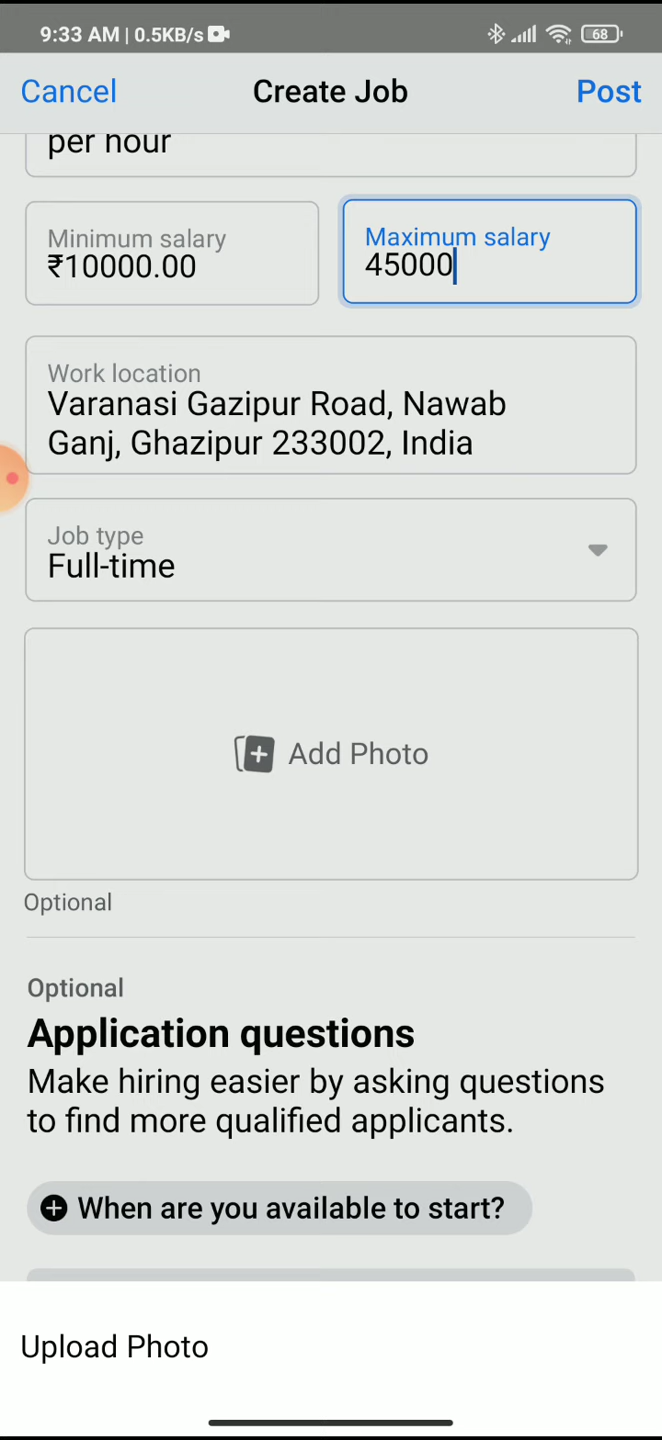 9:33 AM | 0.5KB/s 68
Cancel Create Job Post
per hour
Minimum salary
₹10000.00
Maximum salary
45000
Work location
Varanasi Gazipur Road, Nawab
Ganj, Ghazipur 233002, India
Job type
Full-time
Add Photo
Optional
Optional
Application questions
Make hiring easier by asking questions
to find more qualified applicants.
When are you available to start?
Upload Photo